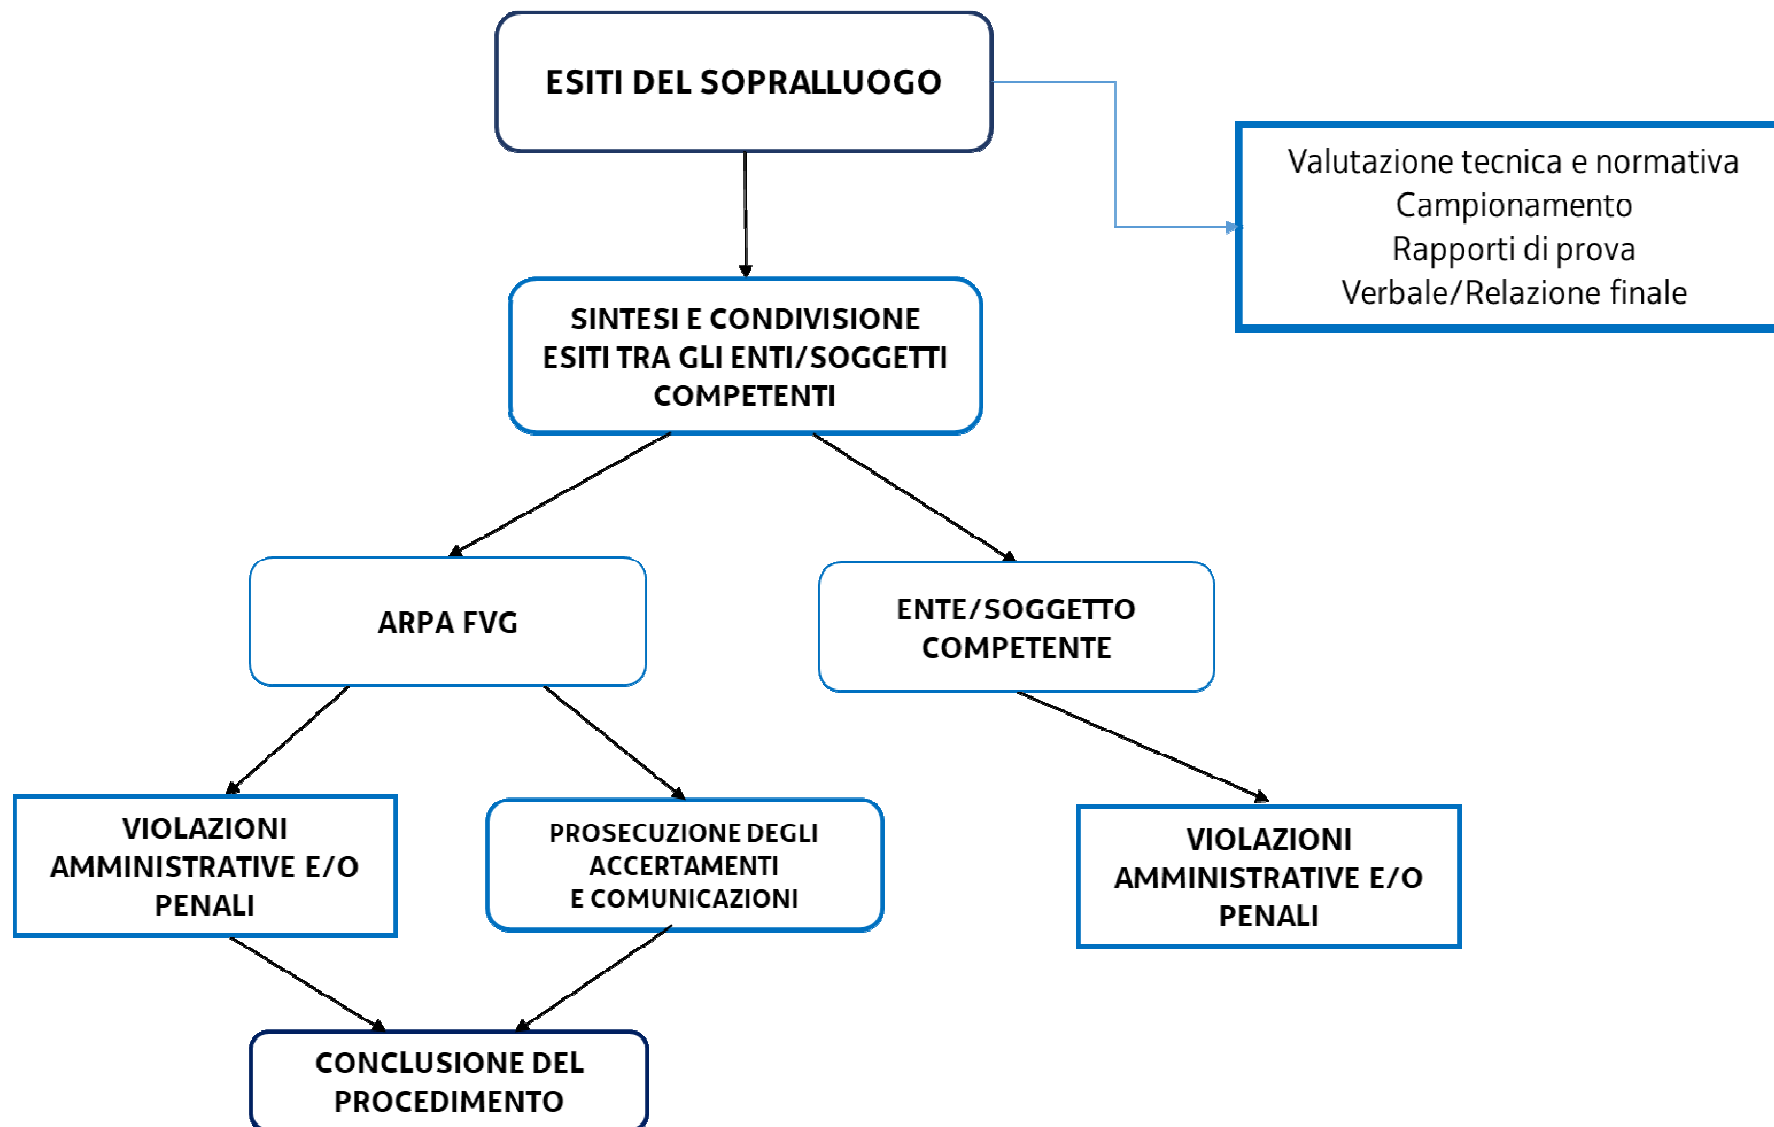 ESITI DEL SOPRALLUOGO
Valutazione tecnica e normativa
Campionamento
Rapporti di prova
Verbale/Relazione finale
SINTESI E CONDIVISIONE
ESITI TRA GLI ENTI/SOGGETTI
COMPETENTI
ARPA FVG
ENTE/SOGGETTO
COMPETENTE
VIOLAZIONI
AMMINISTRATIVE E/O
PENALI
PROSECUZIONE DEGLI
ACCERTAMENTI
E COMUNICAZIONI
VIOLAZIONI
AMMINISTRATIVE E/O
PENALI
CONCLUSIONE DEL
PROCEDIMENTO